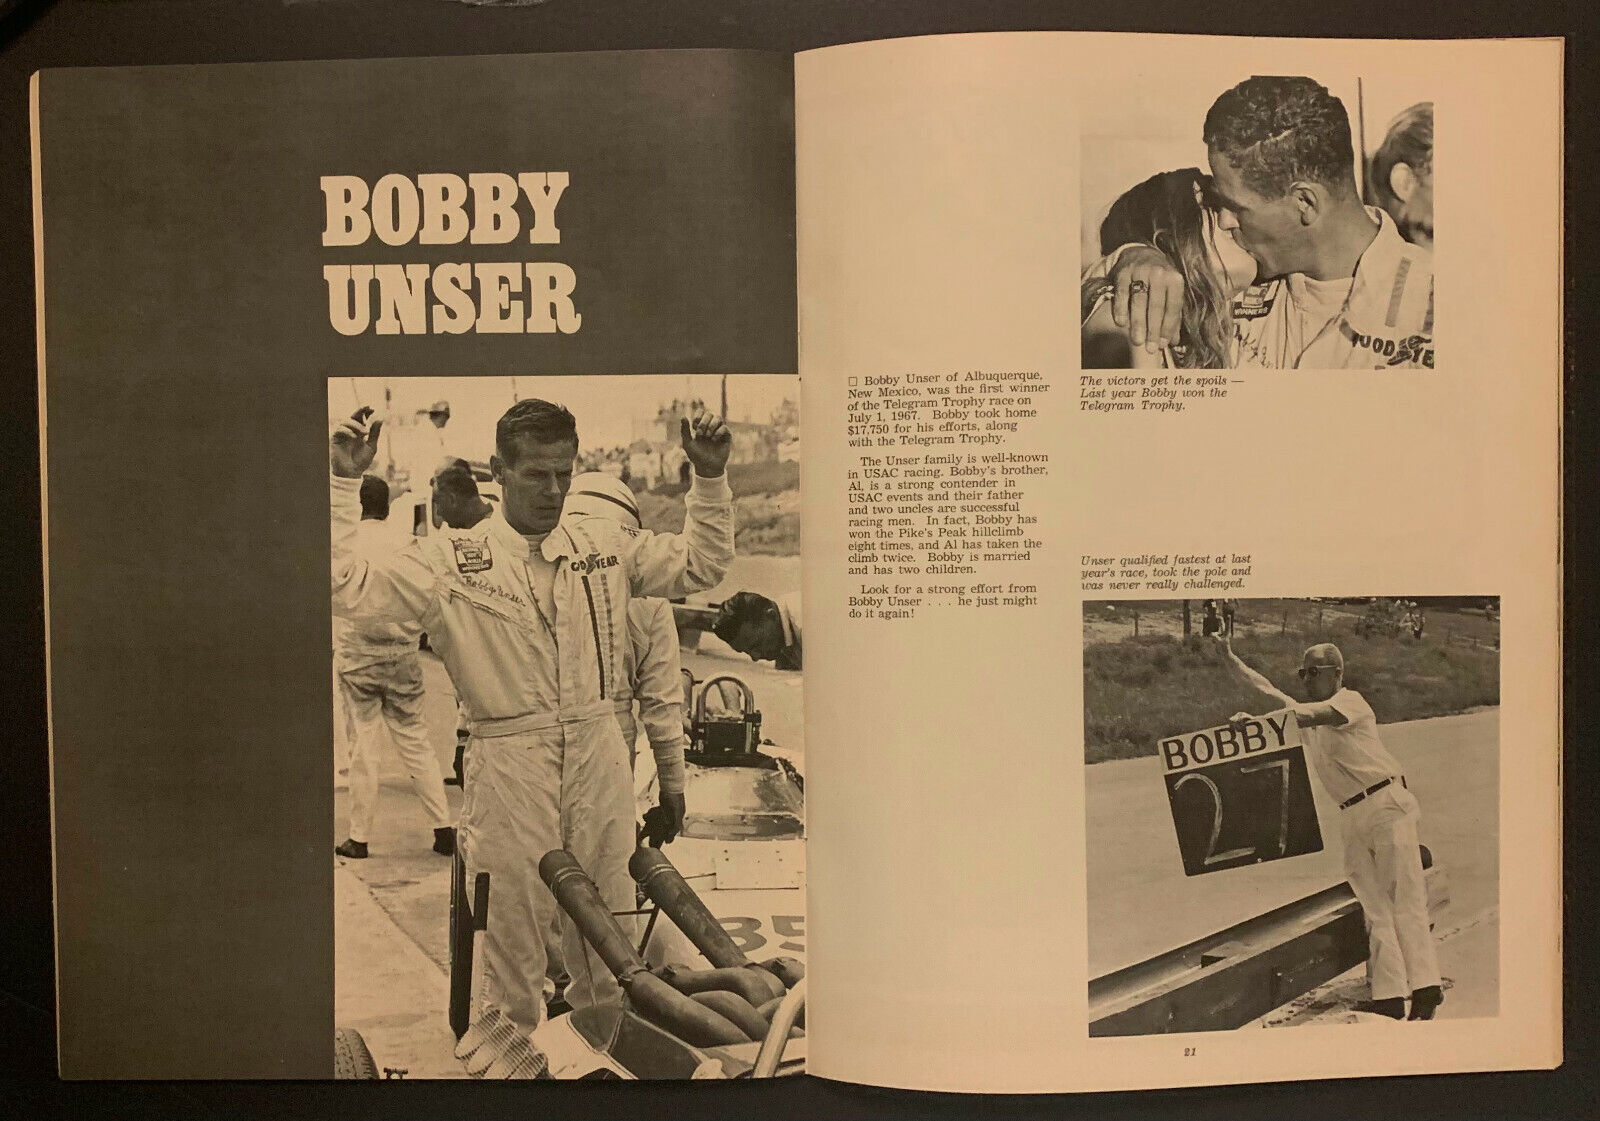 BOBBY
UNSER
GOODYEAR
Bobby Unser
85
□ Bobby Unser of Albuquerque,
New Mexico, was the first winner
of the Telegram Trophy race on
July 1, 1967. Bobby took home
$17,750 for his efforts, along
with the Telegram Trophy.
The Unser family is well-known
in USAC racing. Bobby's brother,
Al, is a strong contender in
USAC events and their father
and two uncles are successful
racing men. In fact, Bobby has
won the Pike's Peak hillclimb
eight times, and Al has taken the
climb twice. Bobby is married
and has two children.
Look for a strong effort from
Bobby Unser . . . he just might
do it again!
HAMMERS
GOODYE
The victors get the spoils —
Last year Bobby won the
Telegram Trophy.
Unser qualified fastest at last
year's race, took the pole and
was never really challenged.
BOBBY
27
21